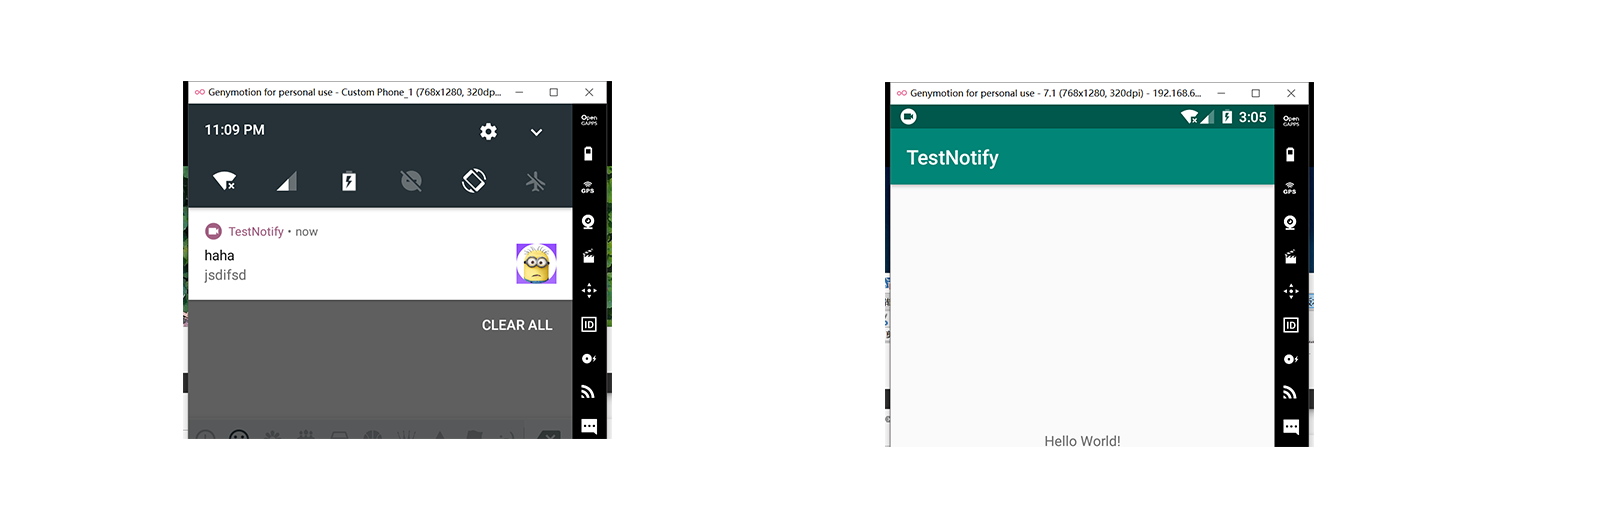 Genymotion for personal use - Custom Phone_1 (768x1280, 320dp...
11:09 PM
TestNotify • now
haha
jsdifsd
CLEAR ALL
Open
GAPPS
GPS
ID
Genymotion for personal use - 7.1 (768x1280, 320dpi) - 192.168.6...
3:05
TestNotify
Hello World!
Open
GAPPS
GPS
ID